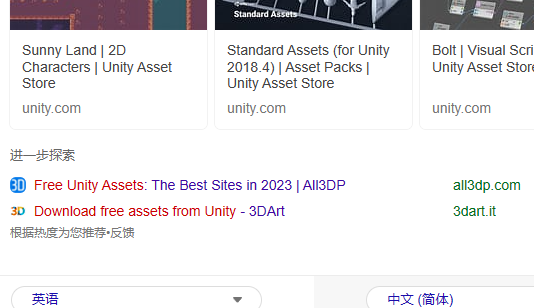 Standard Assets
Sunny Land | 2D
Characters | Unity Asset
Store
unity.com
Standard Assets (for Unity
2018.4) | Asset Packs |
Unity Asset Store
unity.com
Bolt | Visual Scri
Unity Asset Store
unity.com
进一步探索
Free Unity Assets: The Best Sites in 2023 | All3DP all3dp.com
Download free assets from Unity - 3DArt 3dart.it
根据热度为您推荐•反馈
英语 中文 (简体)